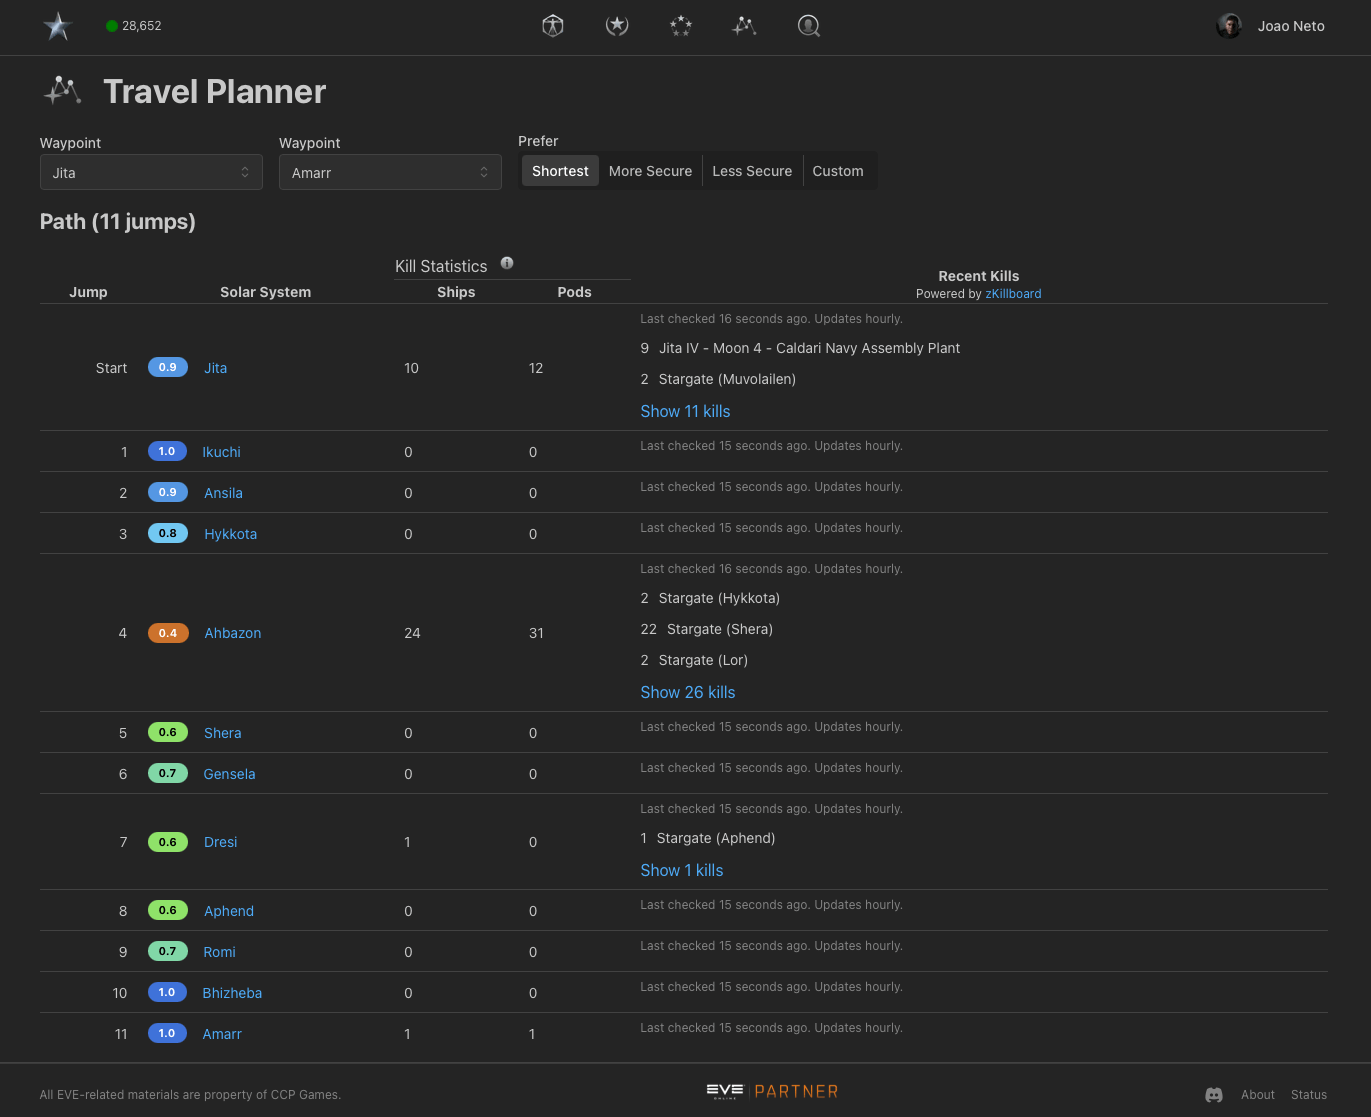 28,652
Joao Neto
Travel Planner
Waypoint Waypoint Prefer
Jita Amarr Shortest More Secure Less Secure Custom
Path (11 jumps)
Kill Statistics
Recent Kills
Jump Solar System Ships Pods Powered by zKillboard
Last checked 16 seconds ago. Updates hourly.
9 Jita IV - Moon 4 - Caldari Navy Assembly Plant
Start 0.9 Jita 10 12
2 Stargate (Muvolailen)
Show 11 kills
1 1.0 Ikuchi 0 0 Last checked 15 seconds ago. Updates hourly.
2 0.9 Ansila 0 0 Last checked 15 seconds ago. Updates hourly.
3 0.8 Hykkota 0 0 Last checked 15 seconds ago. Updates hourly.
Last checked 16 seconds ago. Updates hourly.
2 Stargate (Hykkota)
4 0.4 Ahbazon 24 31 22 Stargate (Shera)
2 Stargate (Lor)
Show 26 kills
5 0.6 Shera 0 0 Last checked 15 seconds ago. Updates hourly.
6 0.7 Gensela 0 0 Last checked 15 seconds ago. Updates hourly.
Last checked 15 seconds ago. Updates hourly.
7 0.6 Dresi 1 0 1 Stargate (Aphend)
Show 1 kills
8 0.6 Aphend 0 0 Last checked 15 seconds ago. Updates hourly.
9 0.7 Romi 0 0 Last checked 15 seconds ago. Updates hourly.
10 1.0 Bhizheba 0 0 Last checked 15 seconds ago. Updates hourly.
11 1.0 Amarr 1 1 Last checked 15 seconds ago. Updates hourly.
All EVE-related materials are property of CCP Games.
EVE ONLINE PARTNER
About Status